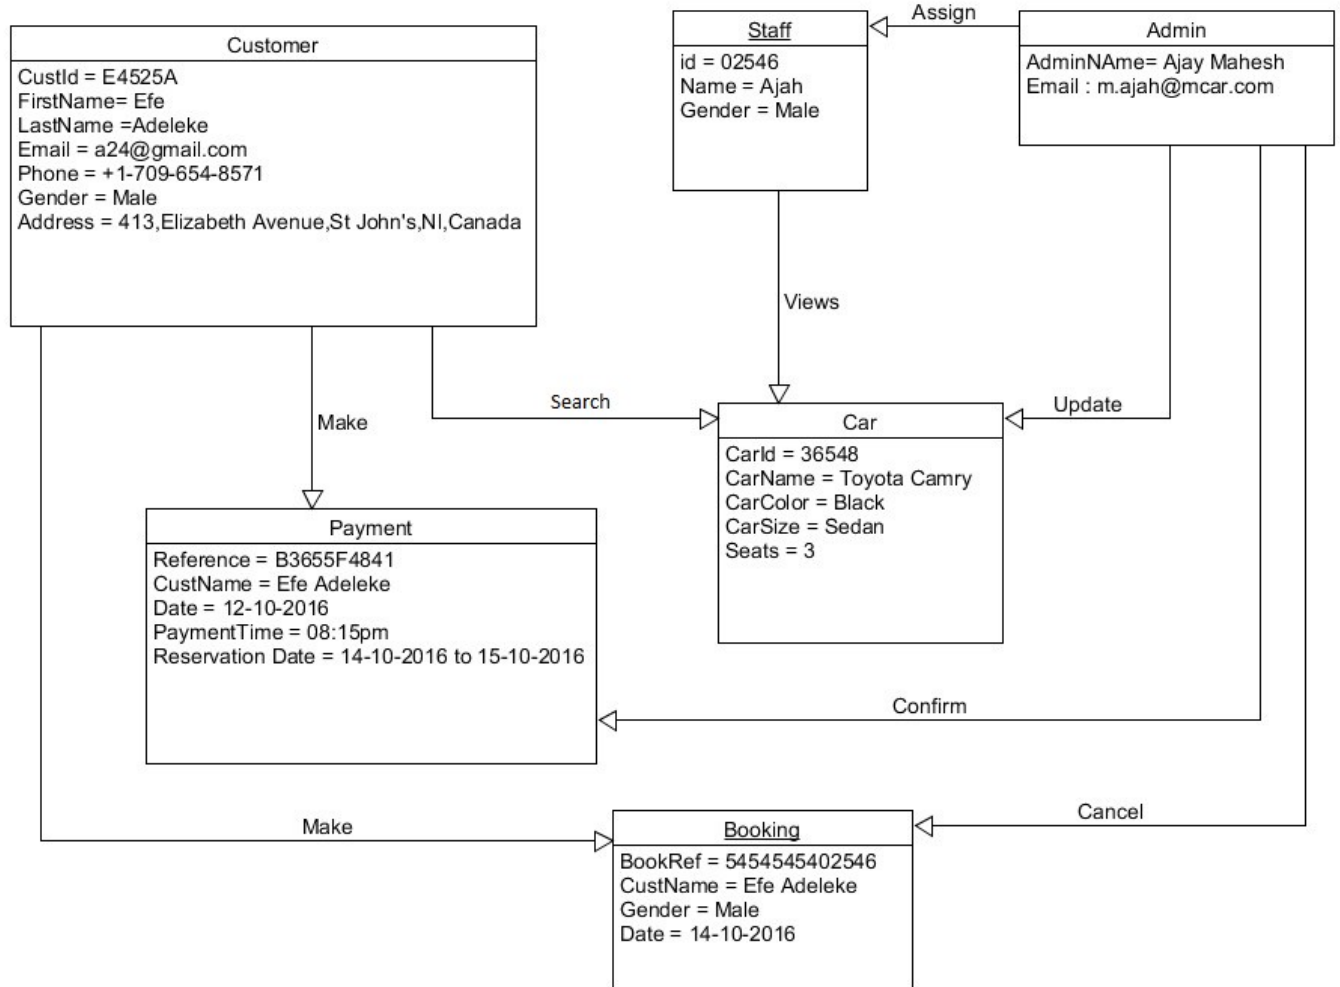 Customer
CustId = E4525A
FirstName= Efe
LastName =Adeleke
Email = a24@gmail.com
Phone = +1-709-654-8571
Gender = Male
Address = 413,Elizabeth Avenue,St John's,NI,Canada
Staff
id = 02546
Name = Ajah
Gender = Male
Assign
Admin
AdminNAme= Ajay Mahesh
Email : m.ajah@mcar.com
Views
Search
Update
Make
Car
CarId = 36548
CarName = Toyota Camry
CarColor = Black
CarSize = Sedan
Seats = 3
Payment
Reference = B3655F4841
CustName = Efe Adeleke
Date = 12-10-2016
PaymentTime = 08:15pm
Reservation Date = 14-10-2016 to 15-10-2016
Confirm
Make
Cancel
Booking
BookRef = 5454545402546
CustName = Efe Adeleke
Gender = Male
Date = 14-10-2016